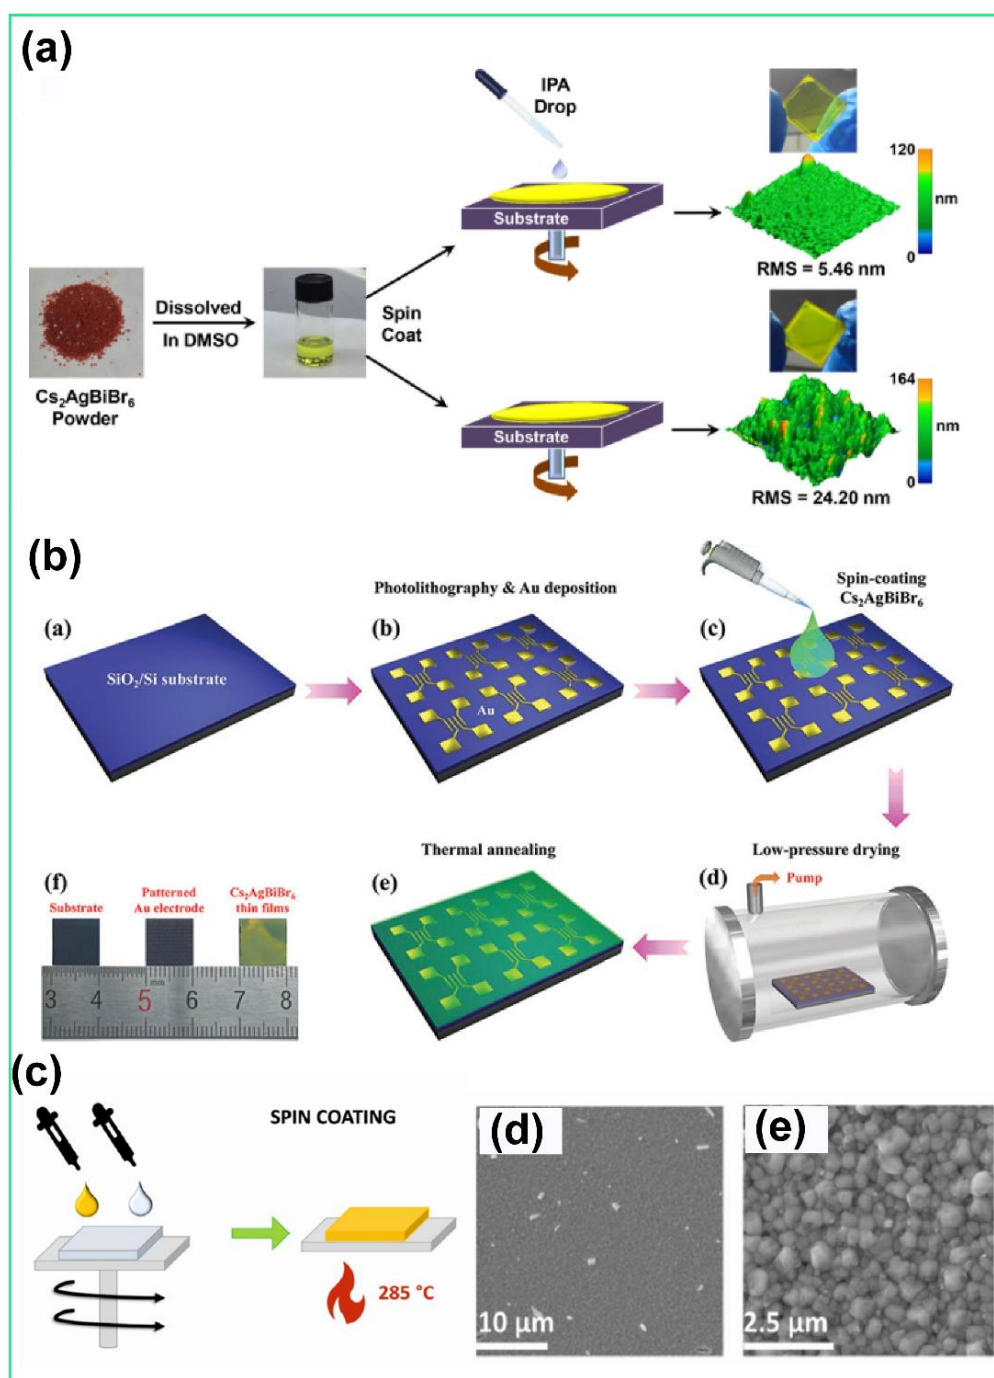 (a)
IPA
Drop
120
nm
0
Substrate
RMS = 5.46 nm
Dissolved
In DMSO
Spin
Coat
Cs₂AgBiBr₆
Powder
164
nm
0
Substrate
RMS = 24.20 nm
(b)
Photolithography & Au deposition
Spin-coating
Cs₂AgBiBr₆
(a)
(b)
(c)
SiO₂/Si substrate
Au
Thermal annealing
Low-pressure drying
(f)
(e)
(d)
Pump
Substrate
Patterned
Au electrode
Cs₂AgBiBr₆
thin films
mm
3 4 5 6 7 8
(c)
SPIN COATING
285 °C
(d)
10 µm
(e)
2.5 µm